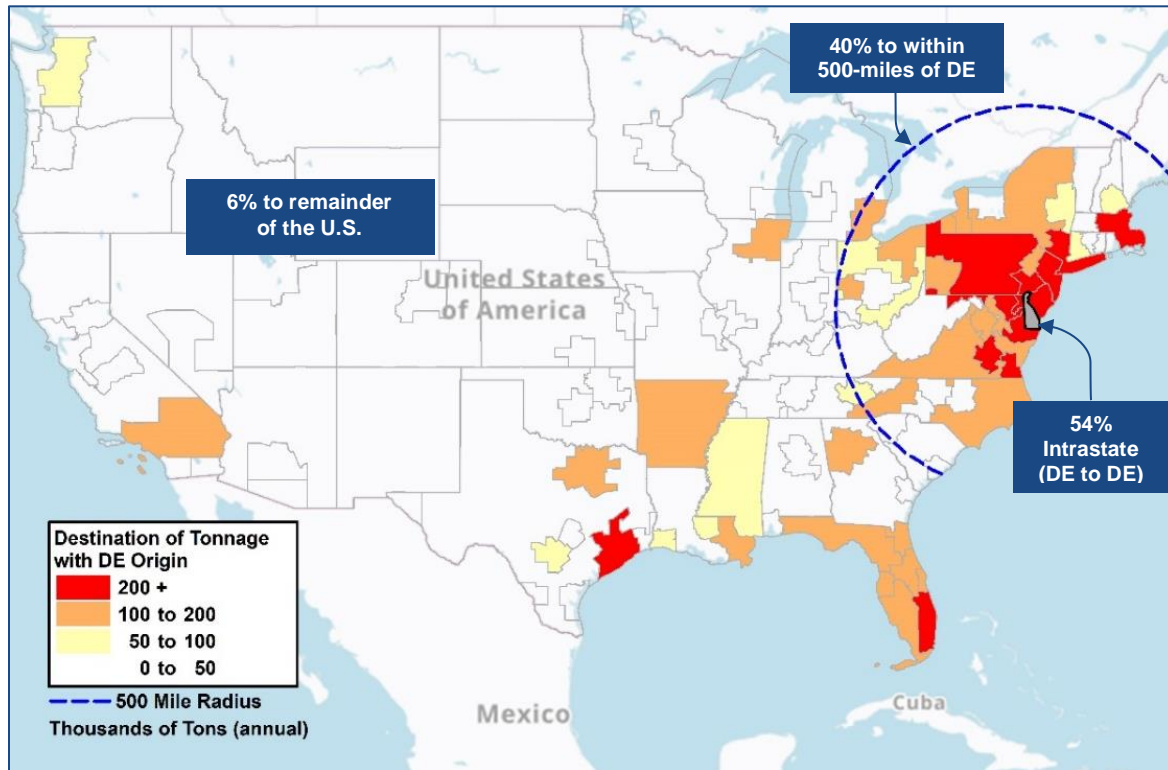 40% to within
500-miles of DE
6% to remainder
of the U.S.
United States
of America
54%
Intrastate
(DE to DE)
Destination of Tonnage
with DE Origin
200 +
100 to 200
50 to 100
0 to 50
500 Mile Radius
Thousands of Tons (annual)
Mexico
Cuba